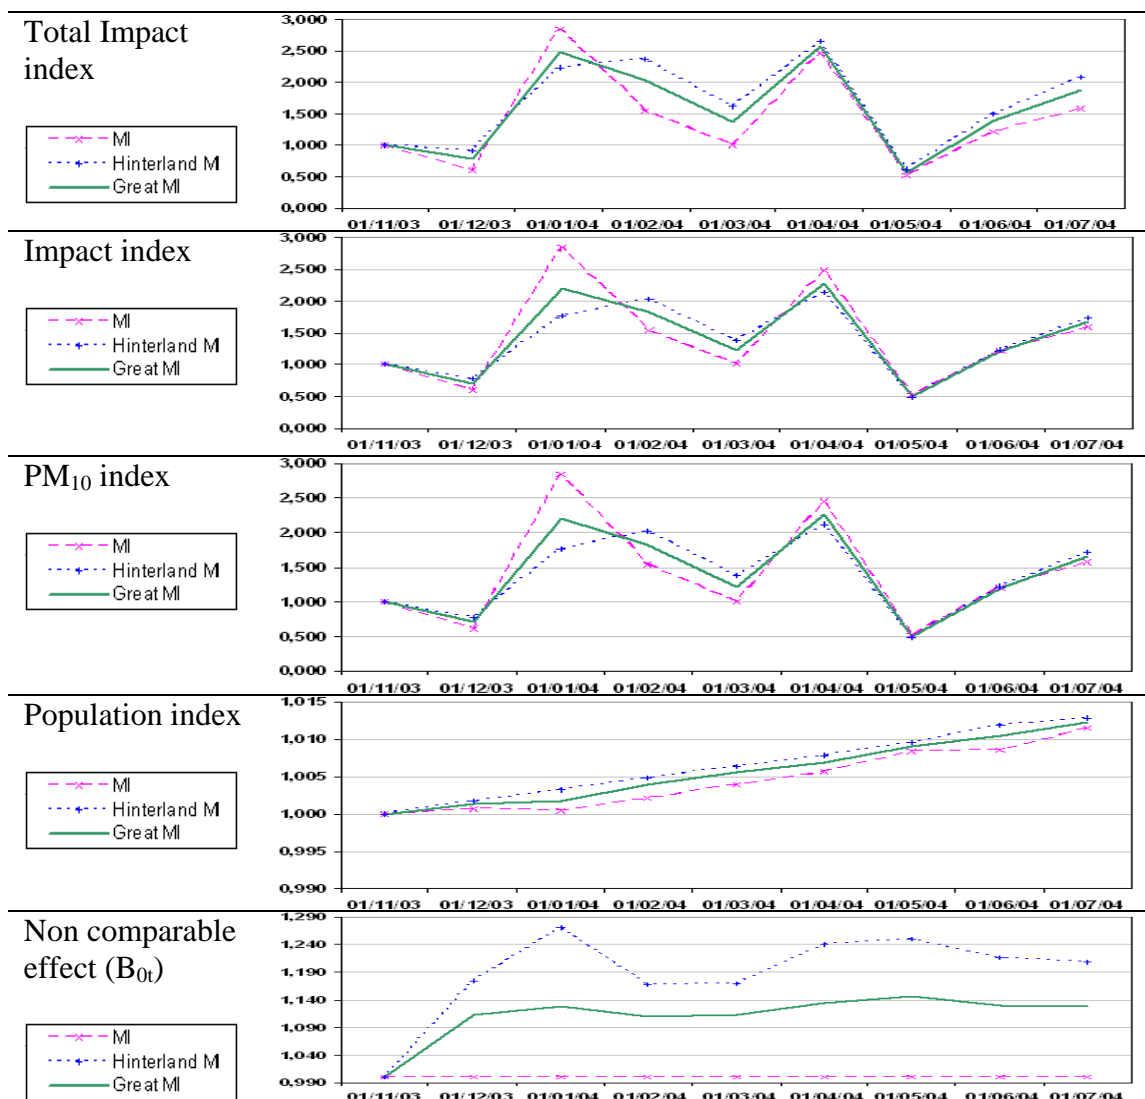 Total Impact
index
MI
Hinterland MI
Great MI
3,000
2,500
2,000
1,500
1,000
0,500
0,000
01/11/03 01/12/03 01/01/04 01/02/04 01/03/04 01/04/04 01/05/04 01/06/04 01/07/04
Impact index
MI
Hinterland MI
Great MI
3,000
2,500
2,000
1,500
1,000
0,500
0,000
01/11/03 01/12/03 01/01/04 01/02/04 01/03/04 01/04/04 01/05/04 01/06/04 01/07/04
PM₁₀ index
MI
Hinterland MI
Great MI
3,000
2,500
2,000
1,500
1,000
0,500
0,000
01/11/03 01/12/03 01/01/04 01/02/04 01/03/04 01/04/04 01/05/04 01/06/04 01/07/04
Population index
MI
Hinterland MI
Great MI
1,015
1,010
1,005
1,000
0,995
0,990
01/11/03 01/12/03 01/01/04 01/02/04 01/03/04 01/04/04 01/05/04 01/06/04 01/07/04
Non comparable
effect (B₀ₜ)
MI
Hinterland MI
Great MI
1,290
1,240
1,190
1,140
1,090
1,040
0,990
01/11/03 01/12/03 01/01/04 01/02/04 01/03/04 01/04/04 01/05/04 01/06/04 01/07/04